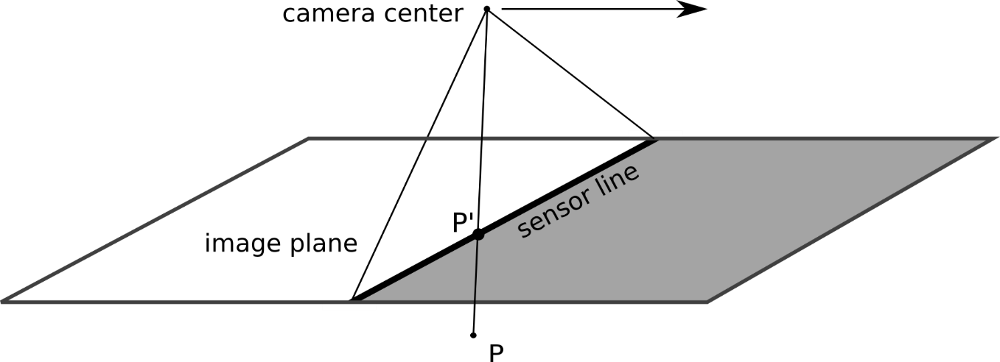 camera center
sensor line
P'
image plane
P